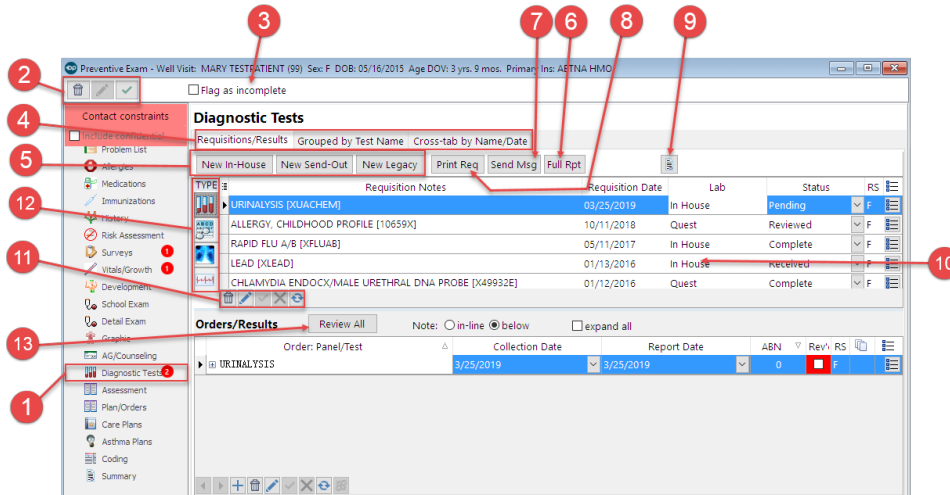 7 6 8 9
3
Preventive Exam - Well Visit: MARY TESTPATIENT (99) Sex: F DOB: 05/16/2015 Age DOV: 3 yrs. 9 mos. Primary Ins: AETNA HMO
2
Flag as incomplete
Contact constraints
Include confidential
Diagnostic Tests
4
Requisitions/Results Grouped by Test Name Cross-tab by Name/Date
5
New In-House New Send-Out New Legacy Print Req Send Msg Full Rpt
Problem List
Allergies
Medications
Immunizations
History
Risk Assessment
Surveys 1
Vitals/Growth 1
Development
School Exam
Detail Exam
Graphic
AG/Counseling
Diagnostic Tests 2
Assessment
Plan/Orders
Care Plans
Asthma Plans
Coding
Summary
12
11
13
1
10
TYPE Requisition Notes Requisition Date Lab Status RS
URINALYSIS [XUACHEM] 03/25/2019 In House Pending F
ALLERGY, CHILDHOOD PROFILE [10659X] 10/11/2018 Quest Reviewed F
RAPID FLU A/B [XFLUAB] 05/11/2017 In House Complete F
LEAD [XLEAD] 01/13/2016 In House Received F
CHLAMYDIA ENDOCX/MALE URETHRAL DNA PROBE [X49932E] 01/12/2016 Quest Complete F
Orders/Results Review All Note: in-line below expand all
Order: Panel/Test Collection Date Report Date ABN Rev'd RS
URINALYSIS 3/25/2019 3/25/2019 0 F